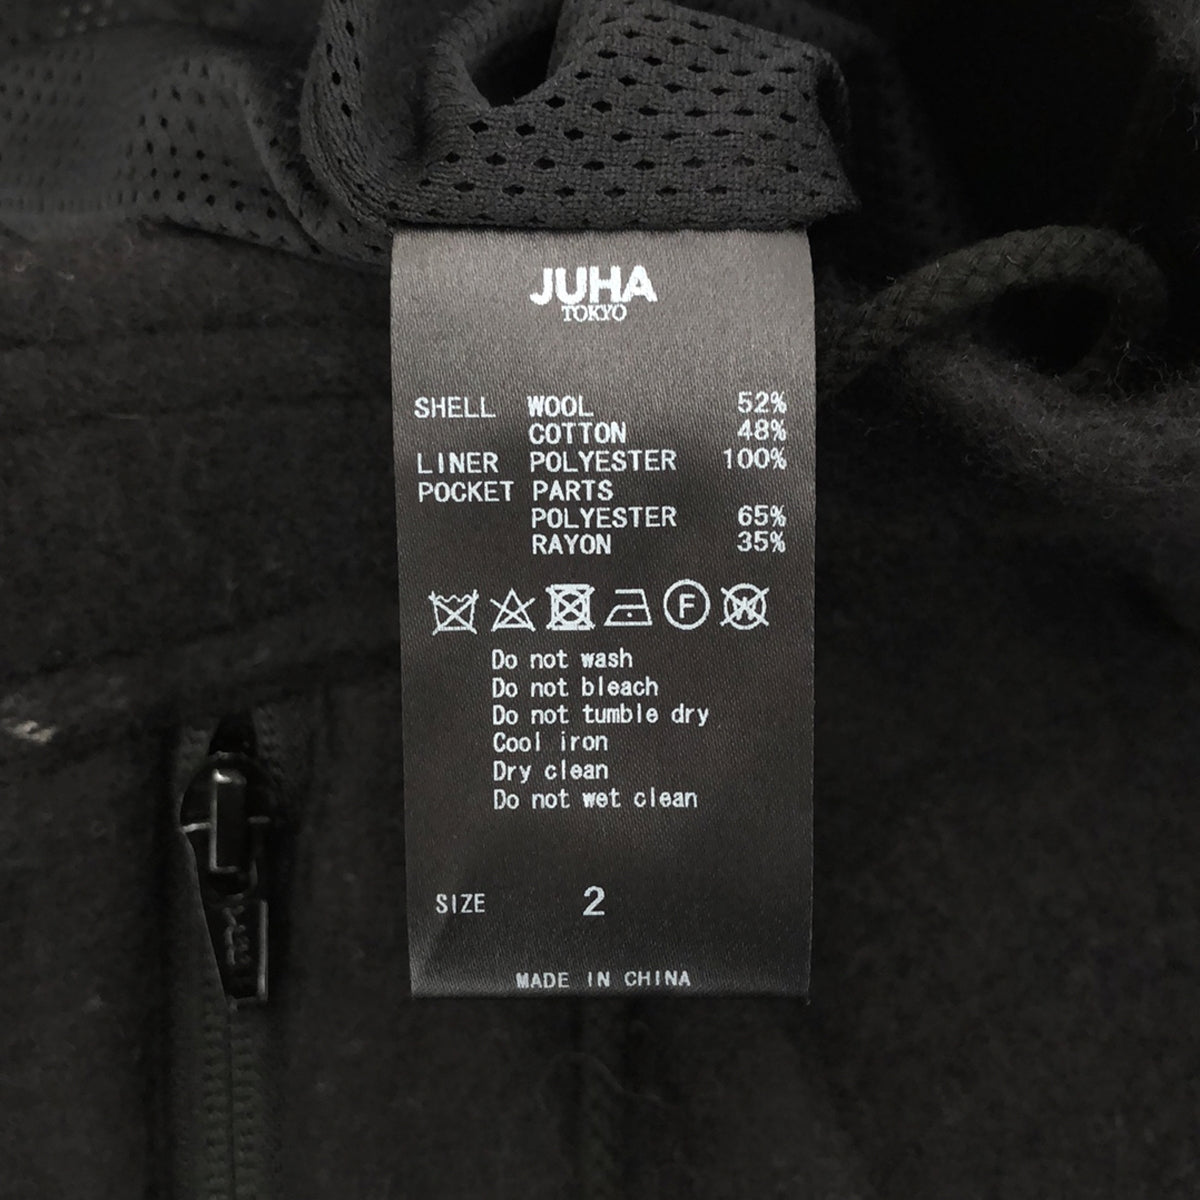 JUHA
TOKYO
SHELL WOOL 52%
COTTON 48%
LINER POLYESTER 100%
POCKET PARTS
POLYESTER 65%
RAYON 35%
F W
Do not wash
Do not bleach
Do not tumble dry
Cool iron
Dry clean
Do not wet clean
SIZE 2
MADE IN CHINA